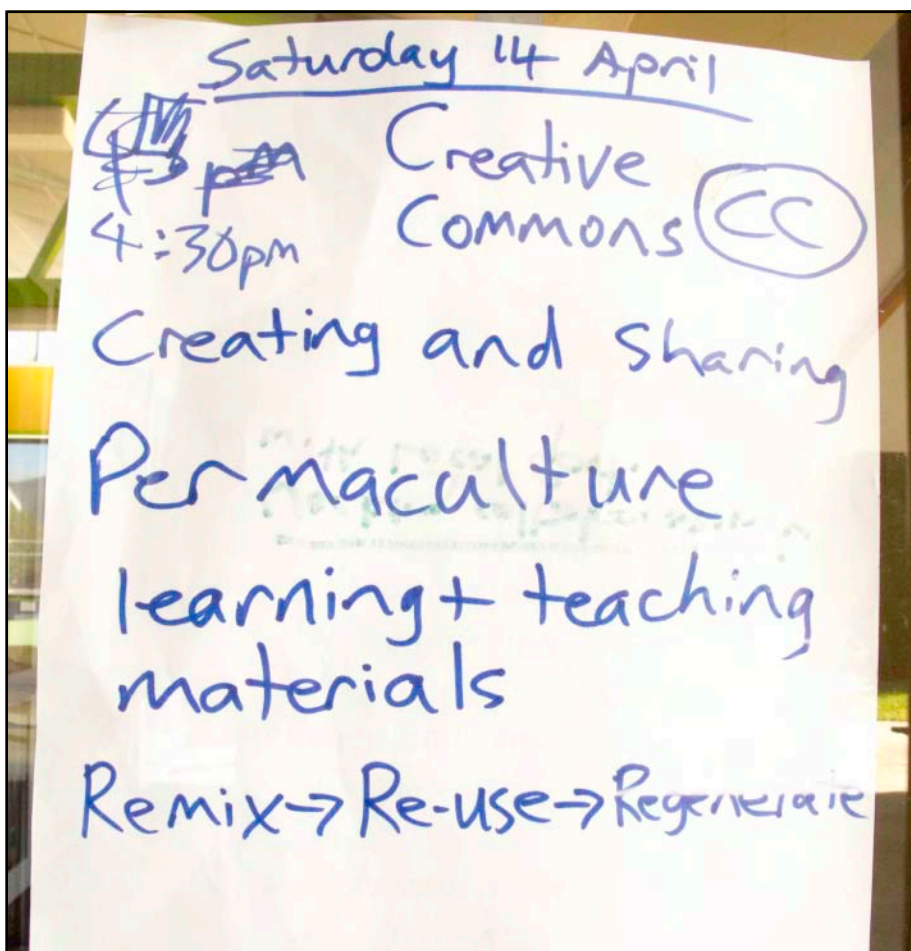 Saturday 14 April
Creative
Commons CC
4:30pm
Creating and sharing
Permaculture
learning + teaching
materials
Remix → Re-use → Regenerate